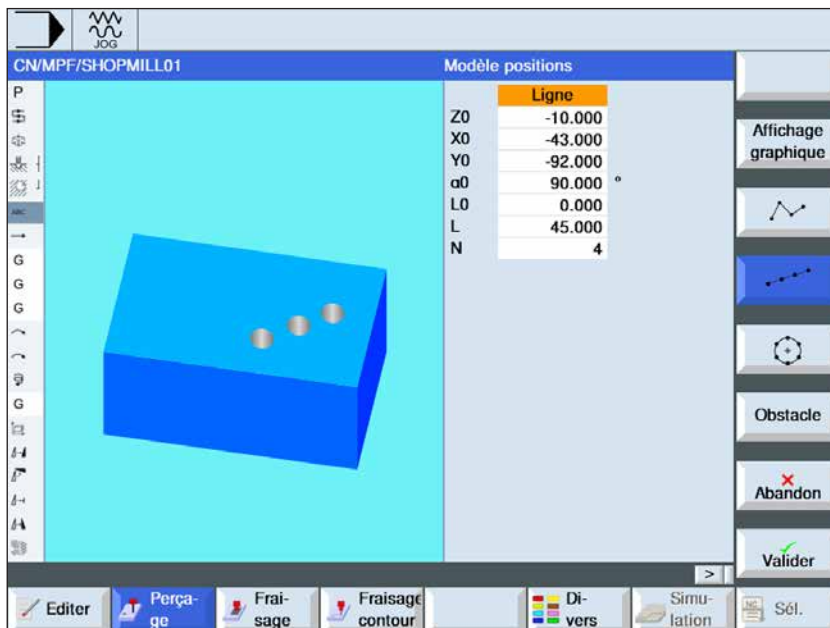 JOG
CN/MPF/SHOPMILL01
Modèle positions
Ligne
Z0 -10.000
X0 -43.000
Y0 -92.000
α0 90.000 °
L0 0.000
L 45.000
N 4
P
ABC
G
G
G
G
Affichage
graphique
Obstacle
Abandon
Valider
>
Editer
Perça-
ge
Frai-
sage
Fraisage
contour
Di-
vers
Simu-
lation
NC
Sél.